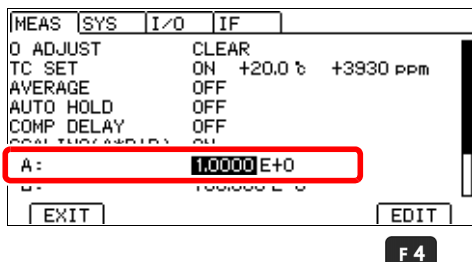 MEAS SYS I/O IF
0 ADJUST CLEAR
TC SET ON +20.0 ℃ +3930 ppm
AVERAGE OFF
AUTO HOLD OFF
COMP DELAY OFF
A: 1.0000 E+0
EXIT EDIT
F4